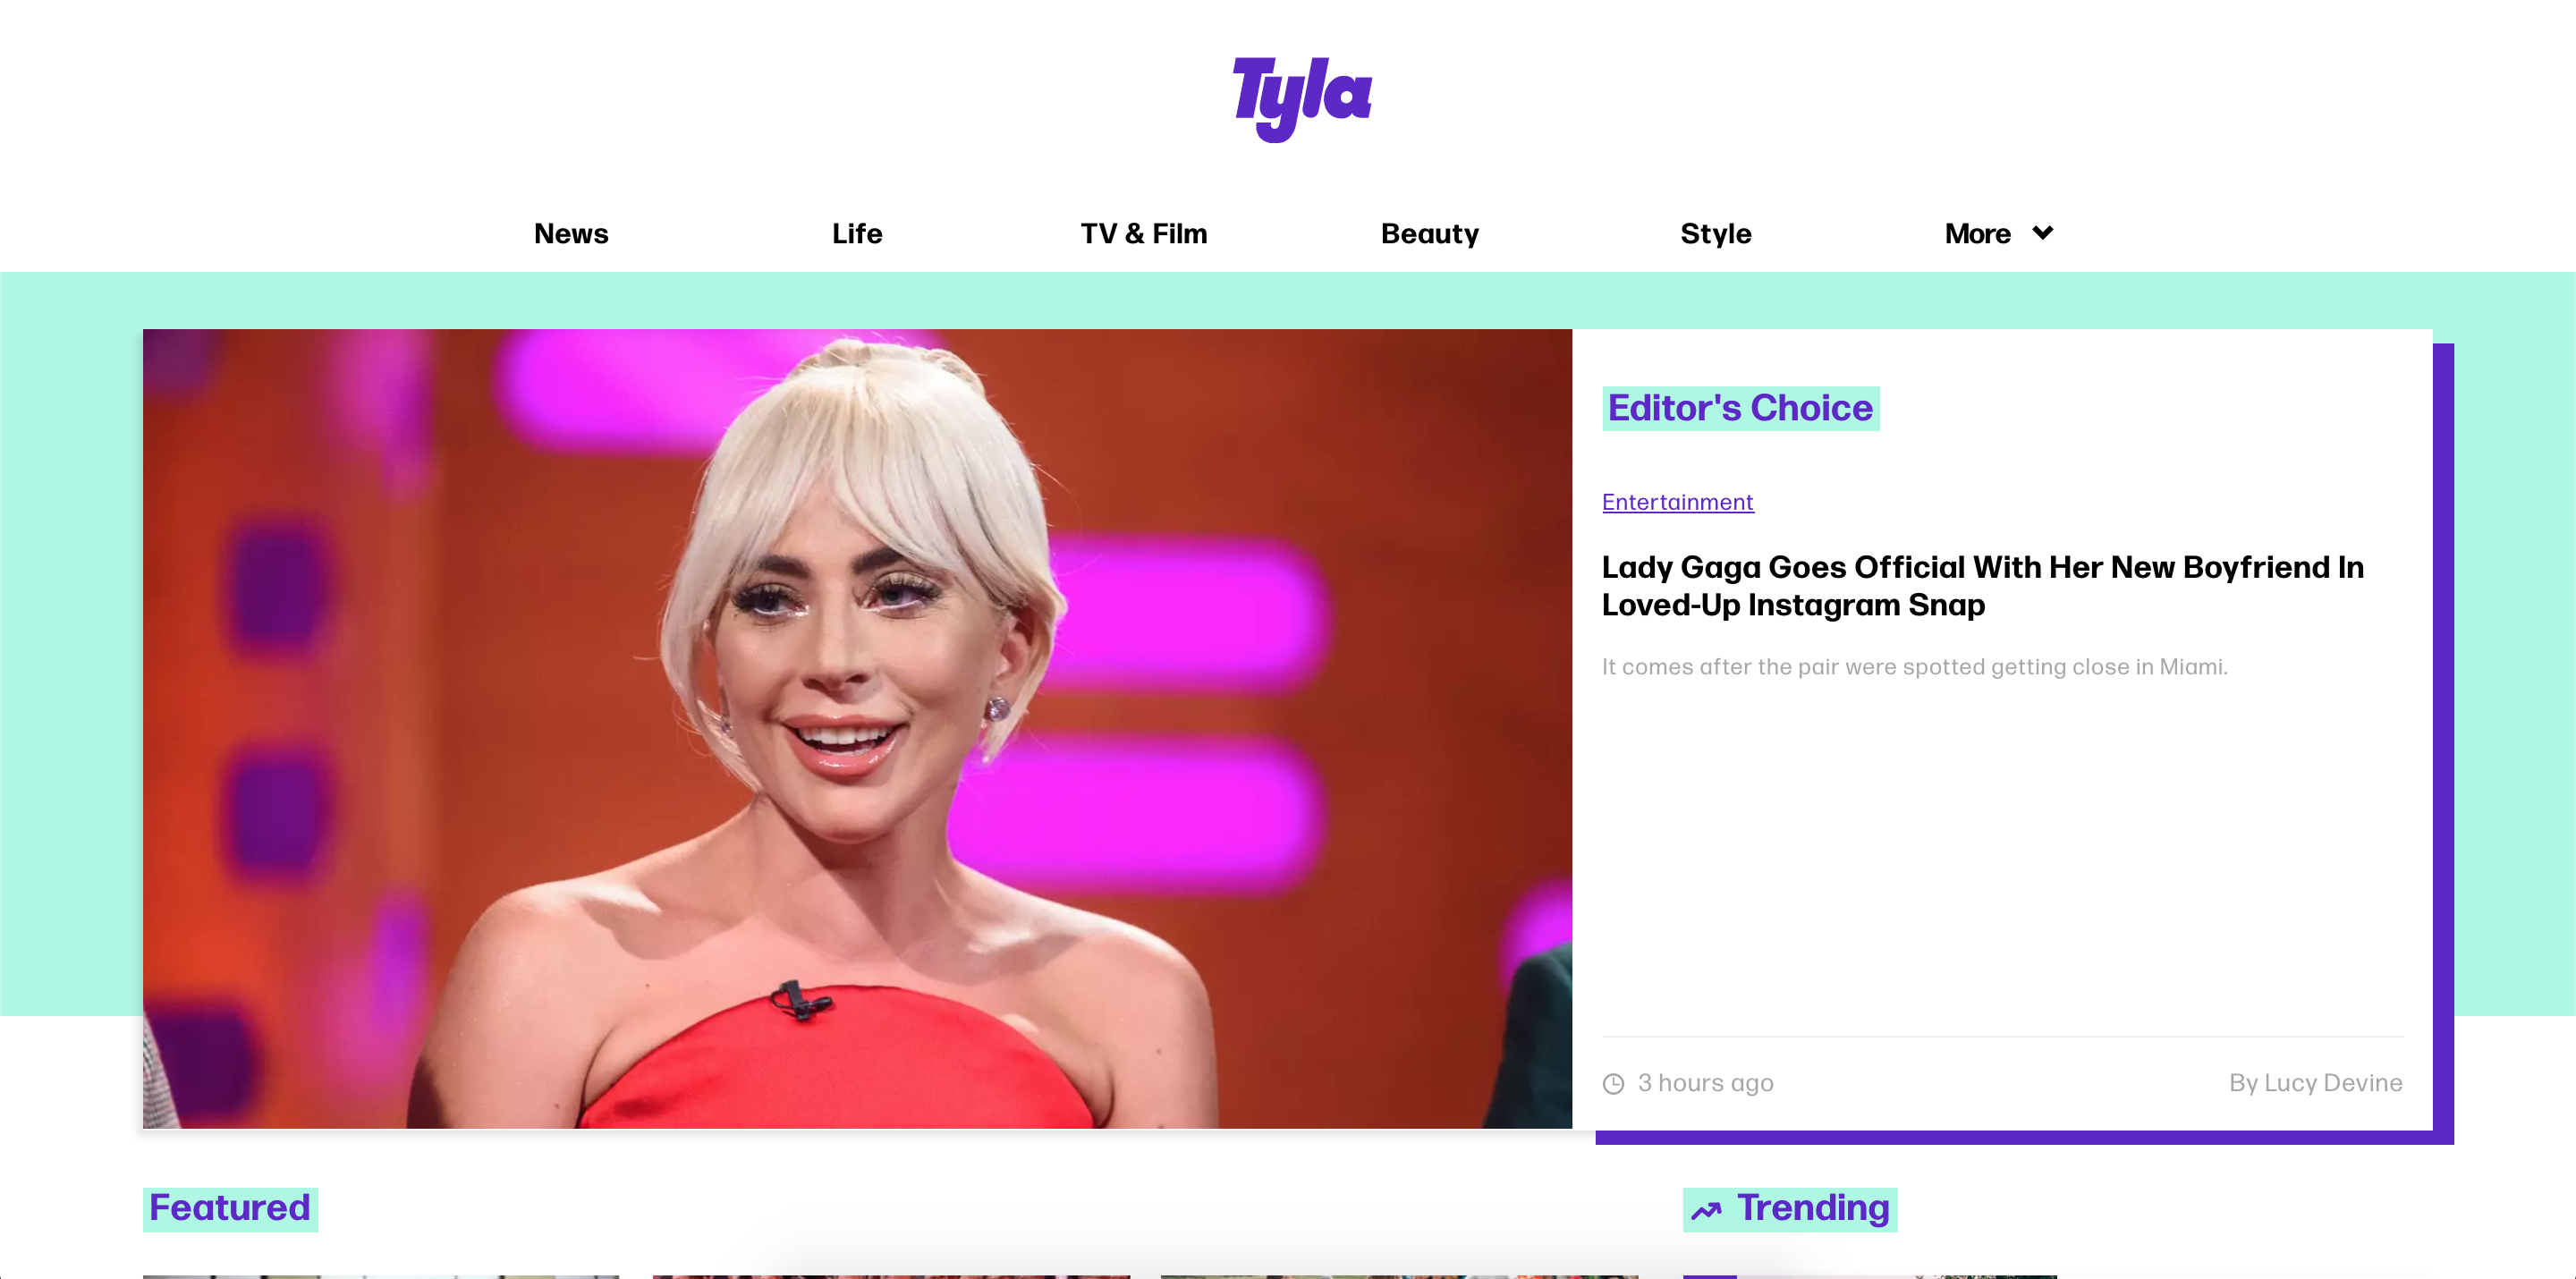 Tyla
News Life TV & Film Beauty Style More
Editor's Choice
Entertainment
Lady Gaga Goes Official With Her New Boyfriend In
Loved-Up Instagram Snap
It comes after the pair were spotted getting close in Miami.
3 hours ago By Lucy Devine
Featured
Trending